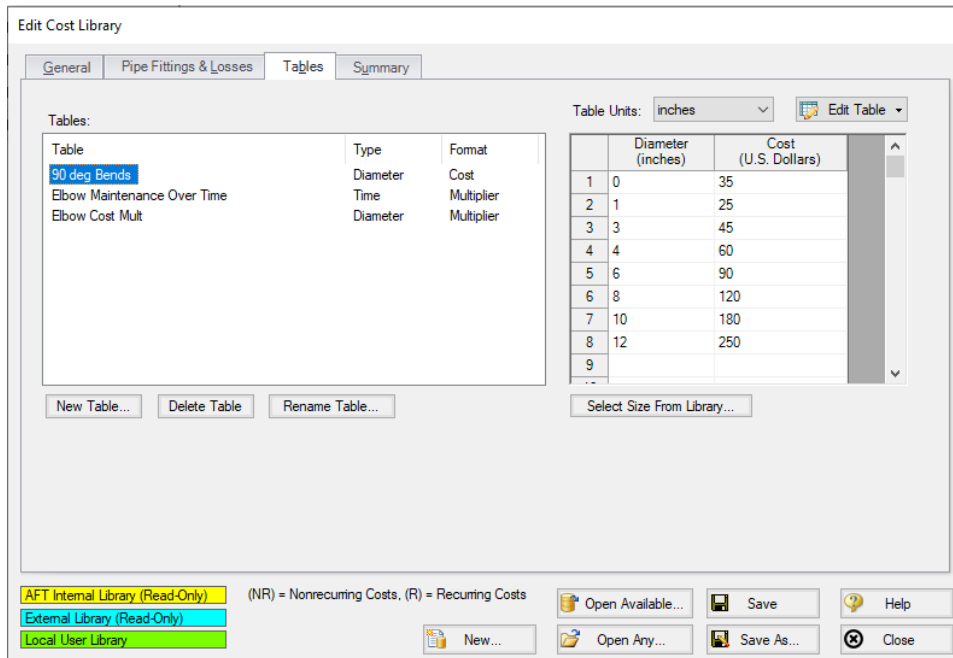 Edit Cost Library
General Pipe Fittings & Losses Tables Summary
Table Units: inches Edit Table
Tables:
Table Type Format
90 deg Bends Diameter Cost
Elbow Maintenance Over Time Time Multiplier
Elbow Cost Mult Diameter Multiplier
Diameter (inches) Cost (U.S. Dollars)
1 0 35
2 1 25
3 3 45
4 4 60
5 6 90
6 8 120
7 10 180
8 12 250
9
New Table... Delete Table Rename Table... Select Size From Library...
AFT Internal Library (Read-Only) (NR) = Nonrecurring Costs, (R) = Recurring Costs
External Library (Read-Only)
Local User Library
Open Available... Save Help
New... Open Any... Save As... Close